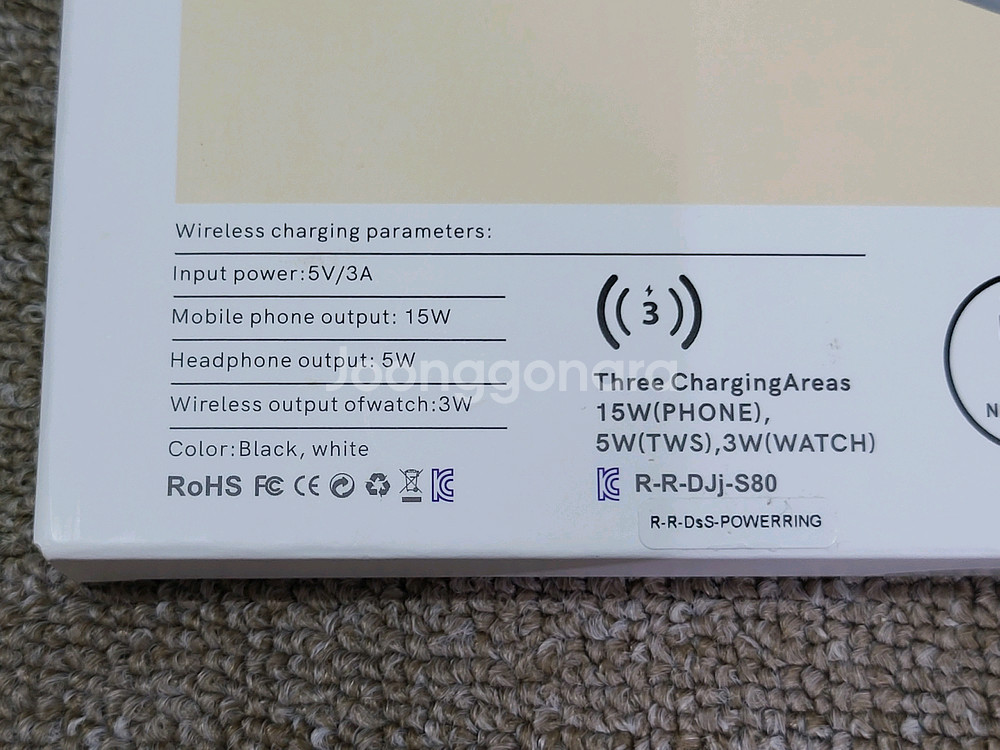 Wireless charging parameters:
Input power:5V/3A
Mobile phone output: 15W
Headphone output: 5W
Wireless output ofwatch:3W
Color:Black, white
RoHS FC CE
3
Three ChargingAreas
15W(PHONE),
5W(TWS),3W(WATCH)
R-R-DJj-S80
R-R-DsS-POWERRING
Joonggonara
N